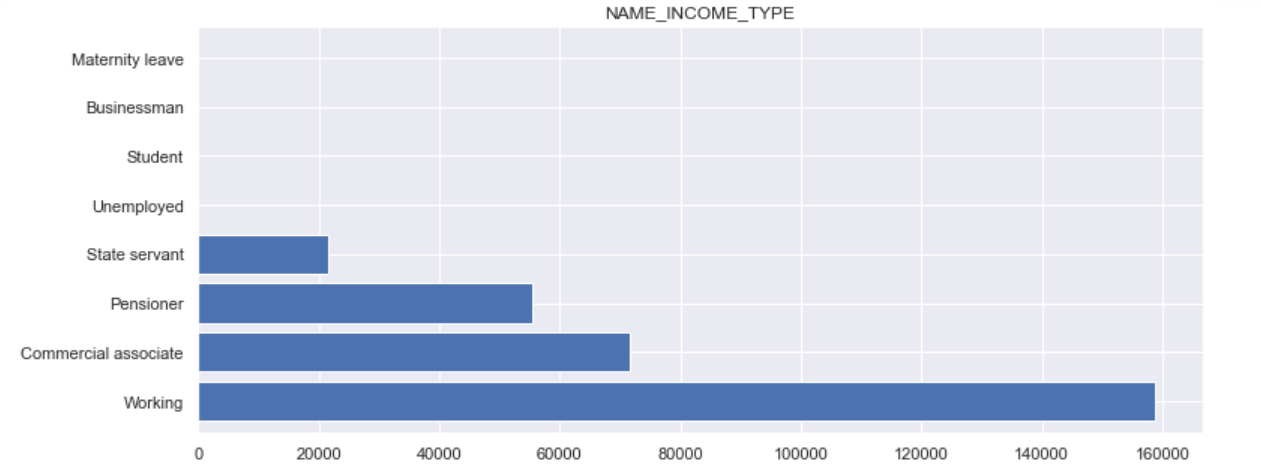 NAME_INCOME_TYPE
Maternity leave
Businessman
Student
Unemployed
State servant
Pensioner
Commercial associate
Working
0 20000 40000 60000 80000 100000 120000 140000 160000